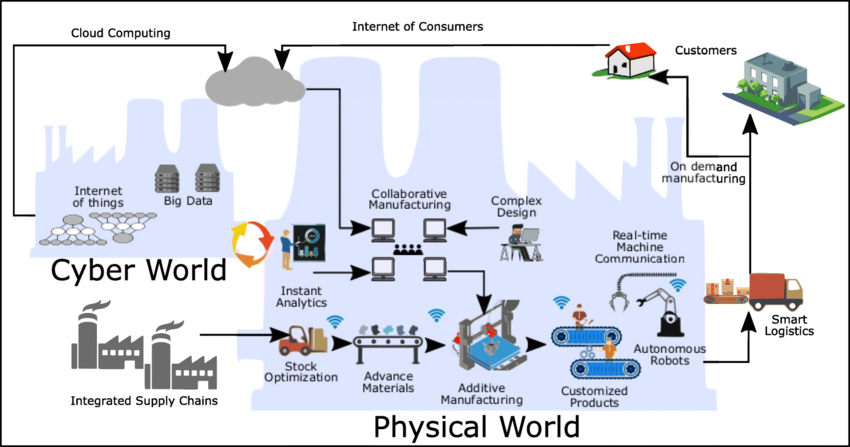 Cloud Computing
Internet of Consumers
Customers
On demand
manufacturing
Internet
of things
Big Data
Collaborative
Manufacturing
Complex
Design
Real-time
Machine
Communication
Cyber World
Instant
Analytics
Smart
Logistics
Stock
Optimization
Advance
Materials
Additive
Manufacturing
Customized
Products
Autonomous
Robots
Integrated Supply Chains
Physical World